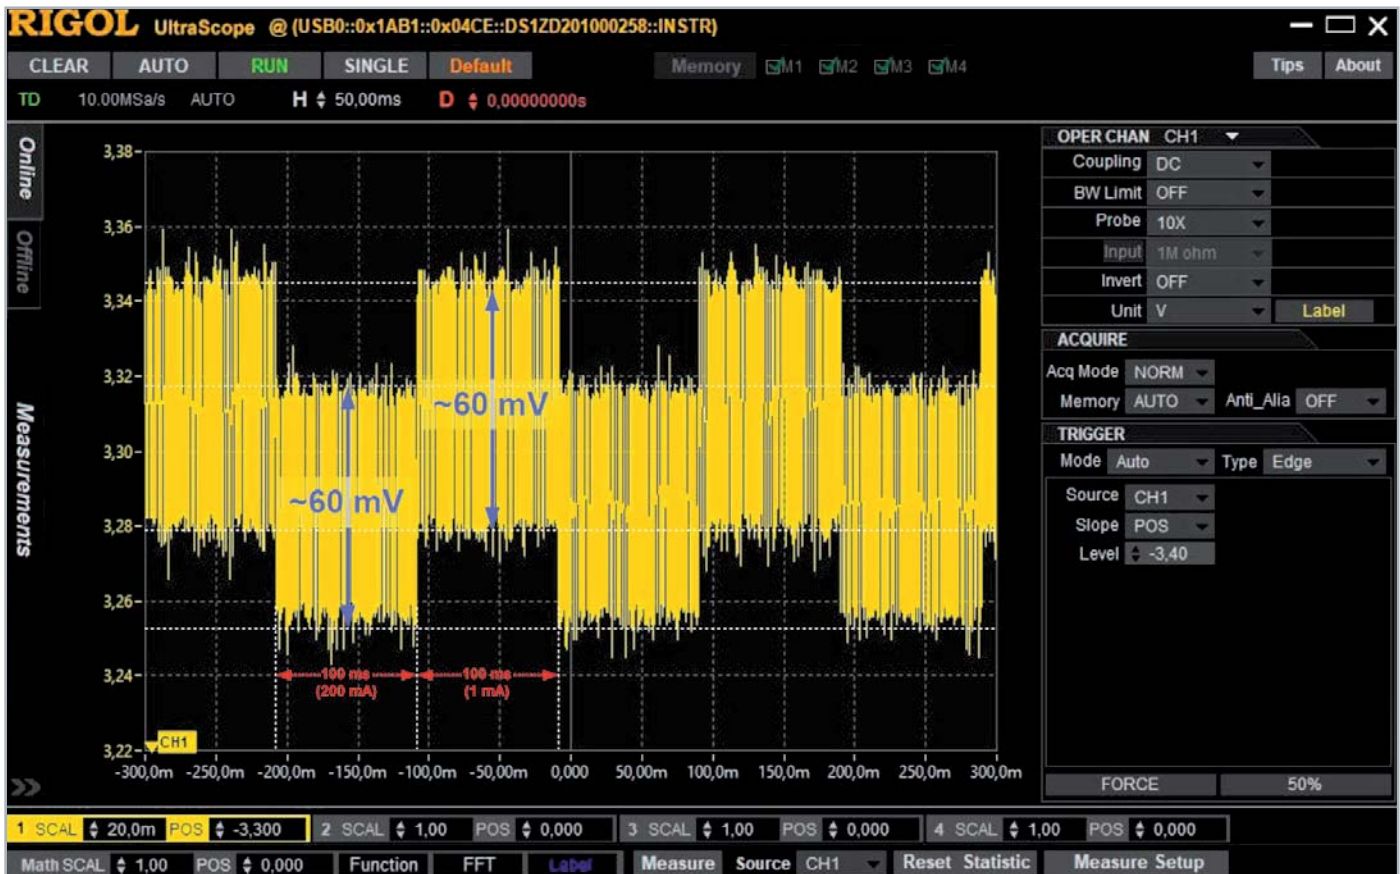 RIGOL UltraScope @ (USB0::0x1AB1::0x04CE::DS1ZD201000258::INSTR)
CLEAR AUTO RUN SINGLE Default Memory M1 M2 M3 M4 Tips About
TD 10.00MSa/s AUTO H 50,00ms D 0,00000000s
Online
Offline
Measurements
3,38
3,36
3,34
3,32
3,30
3,28
3,26
3,24
3,22
~60 mV
~60 mV
100 ms
(200 mA)
100 ms
(1 mA)
CH1
-300,0m -250,0m -200,0m -150,0m -100,0m -50,00m 0,000 50,00m 100,0m 150,0m 200,0m 250,0m 300,0m
OPER CHAN CH1
Coupling DC
BW Limit OFF
Probe 10X
Input 1M ohm
Invert OFF
Unit V Label
ACQUIRE
Acq Mode NORM
Memory AUTO Anti_Alia OFF
TRIGGER
Mode Auto Type Edge
Source CH1
Slope POS
Level -3,40
FORCE 50%
1 SCAL 20,0m POS -3,300 2 SCAL 1,00 POS 0,000 3 SCAL 1,00 POS 0,000 4 SCAL 1,00 POS 0,000
Math SCAL 1,00 POS 0,000 Function FFT Label Measure Source CH1 Reset Statistic Measure Setup